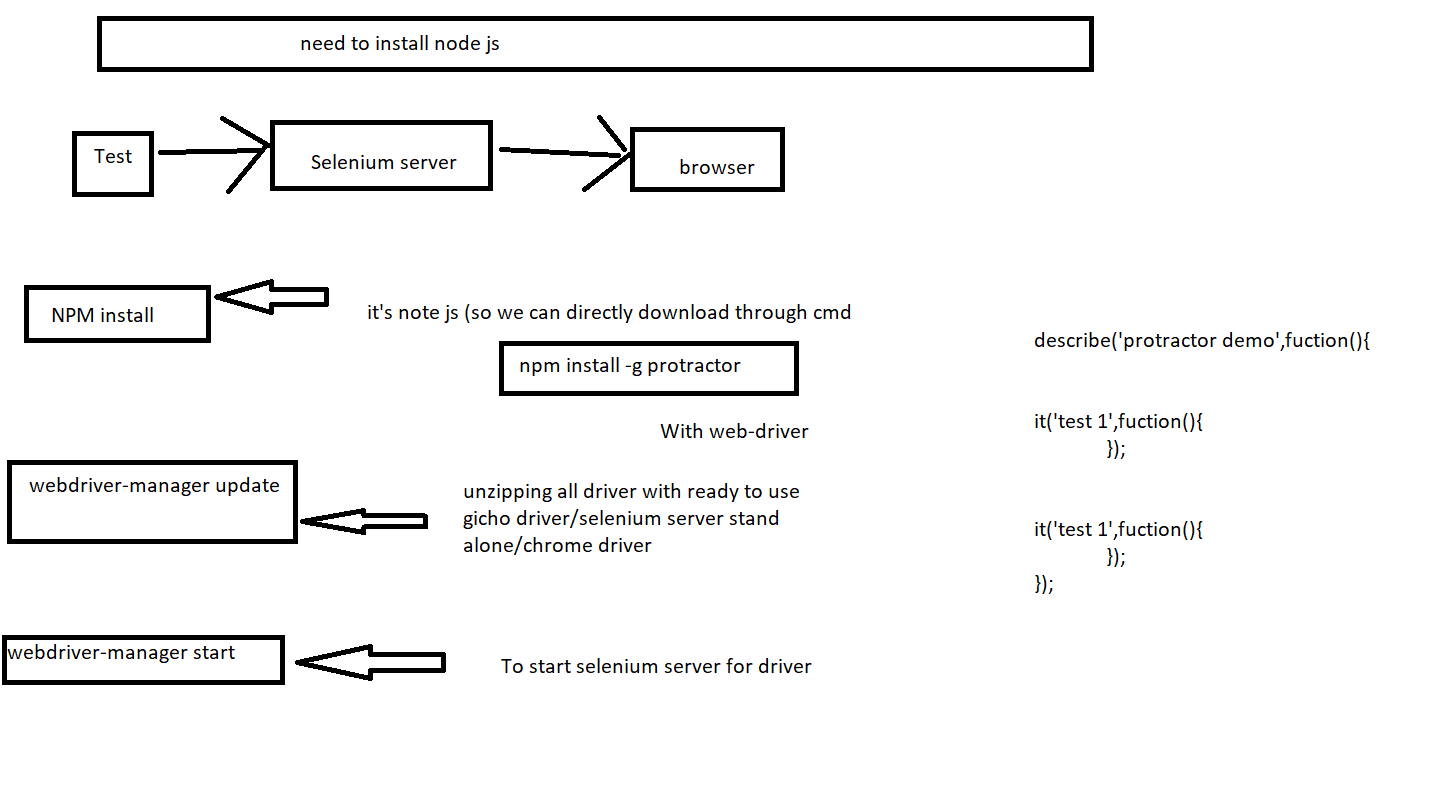 need to install node js
Test
Selenium server
browser
NPM install
it's note js (so we can directly download through cmd
npm install -g protractor
With web-driver
webdriver-manager update
unzipping all driver with ready to use
gicho driver/selenium server stand
alone/chrome driver
webdriver-manager start
To start selenium server for driver
describe('protractor demo',fuction(){
it('test 1',fuction(){
});
it('test 1',fuction(){
});
});